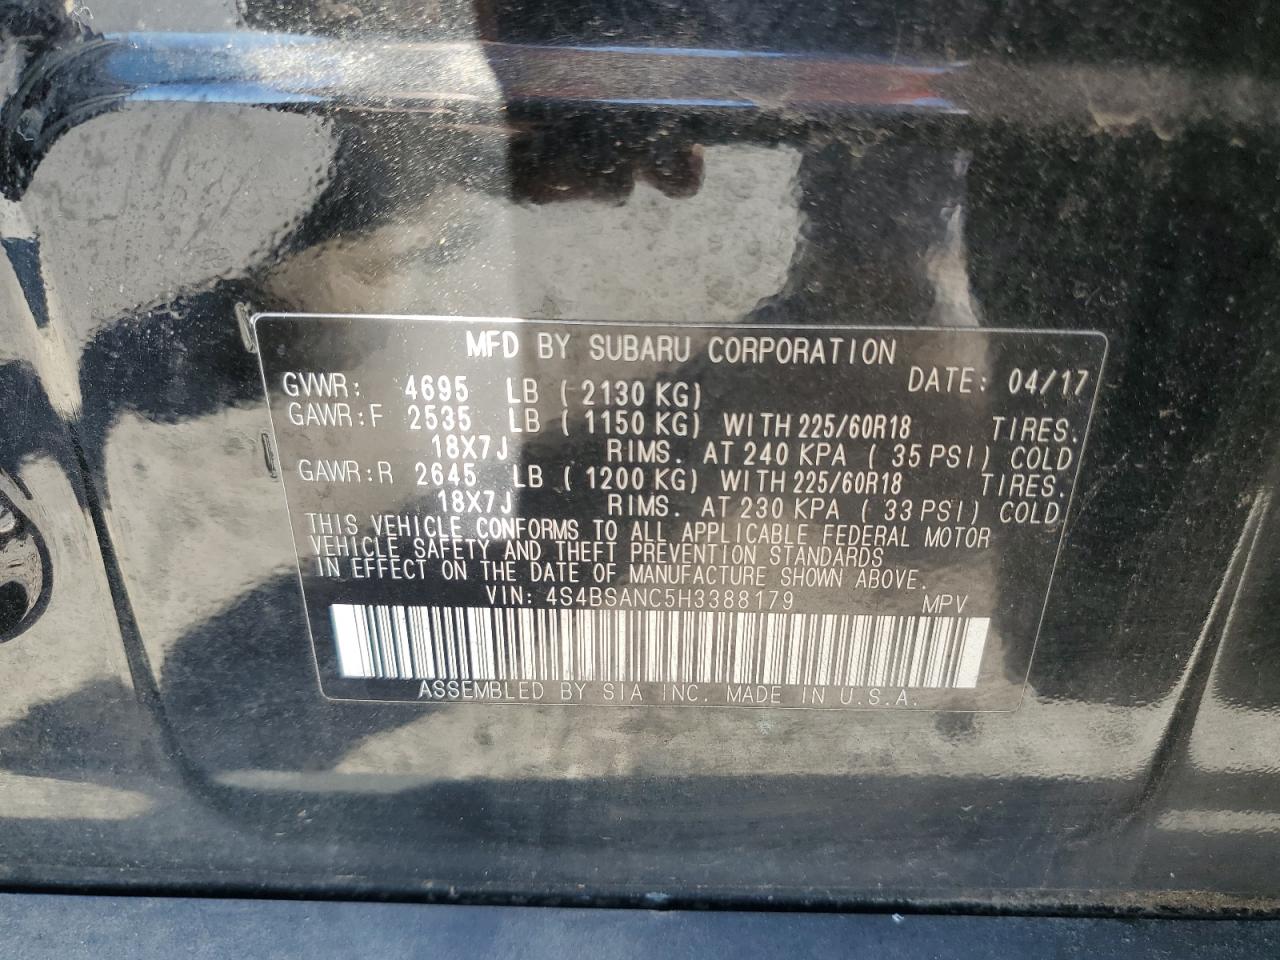 MFD BY SUBARU CORPORATION
GVWR: 4695 LB (2130 KG) DATE: 04/17
GAWR:F 2535 LB (1150 KG) WITH 225/60R18 TIRES.
18X7J RIMS. AT 240 KPA (35 PSI) COLD
GAWR:R 2645 LB (1200 KG) WITH 225/60R18 TIRES.
18X7J RIMS. AT 230 KPA (33 PSI) COLD
THIS VEHICLE CONFORMS TO ALL APPLICABLE FEDERAL MOTOR
VEHICLE SAFETY AND THEFT PREVENTION STANDARDS
IN EFFECT ON THE DATE OF MANUFACTURE SHOWN ABOVE.
VIN: 4S4BSANC5H3388179 MPV
ASSEMBLED BY SIA INC. MADE IN U.S.A.